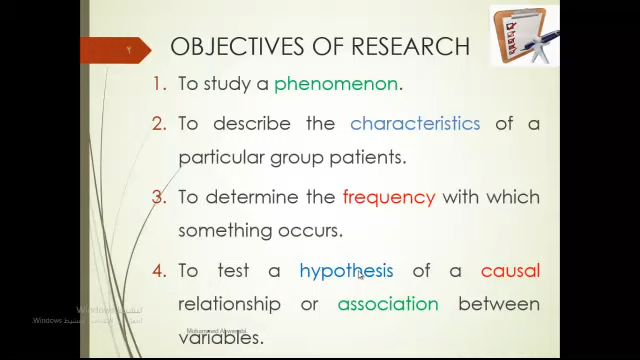 ٢
OBJECTIVES OF RESEARCH
1. To study a phenomenon.
2. To describe the characteristics of a
particular group patients.
3. To determine the frequency with which
something occurs.
4. To test a hypothesis of a causal
relationship or association between
variables.
Windows
Windows.
Mohammed